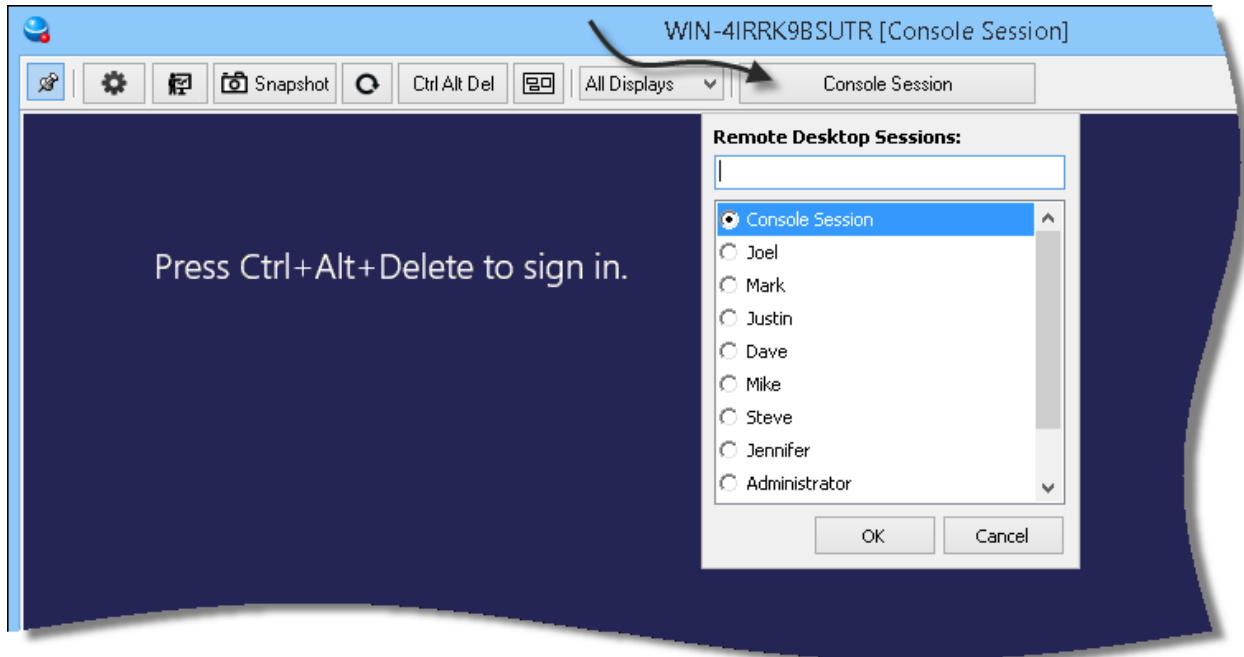 WIN-4IRRK9BSUTR [Console Session]
Snapshot Ctrl Alt Del All Displays Console Session
Remote Desktop Sessions:
Console Session
Joel
Press Ctrl+Alt+Delete to sign in.
Mark
Justin
Dave
Mike
Steve
Jennifer
Administrator
OK Cancel